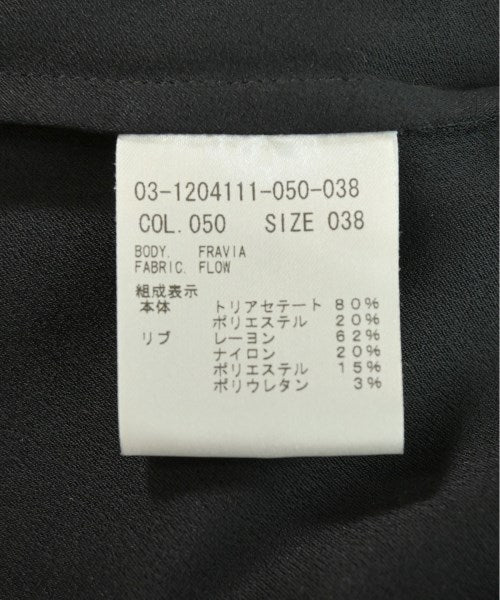 03-1204111-050-038
COL. 050 SIZE 038
BODY. FRAVIA
FABRIC. FLOW
組成表示
本体 トリアセテート 80%
ポリエステル 20%
リブ レーヨン 62%
ナイロン 20%
ポリエステル 15%
ポリウレタン 3%